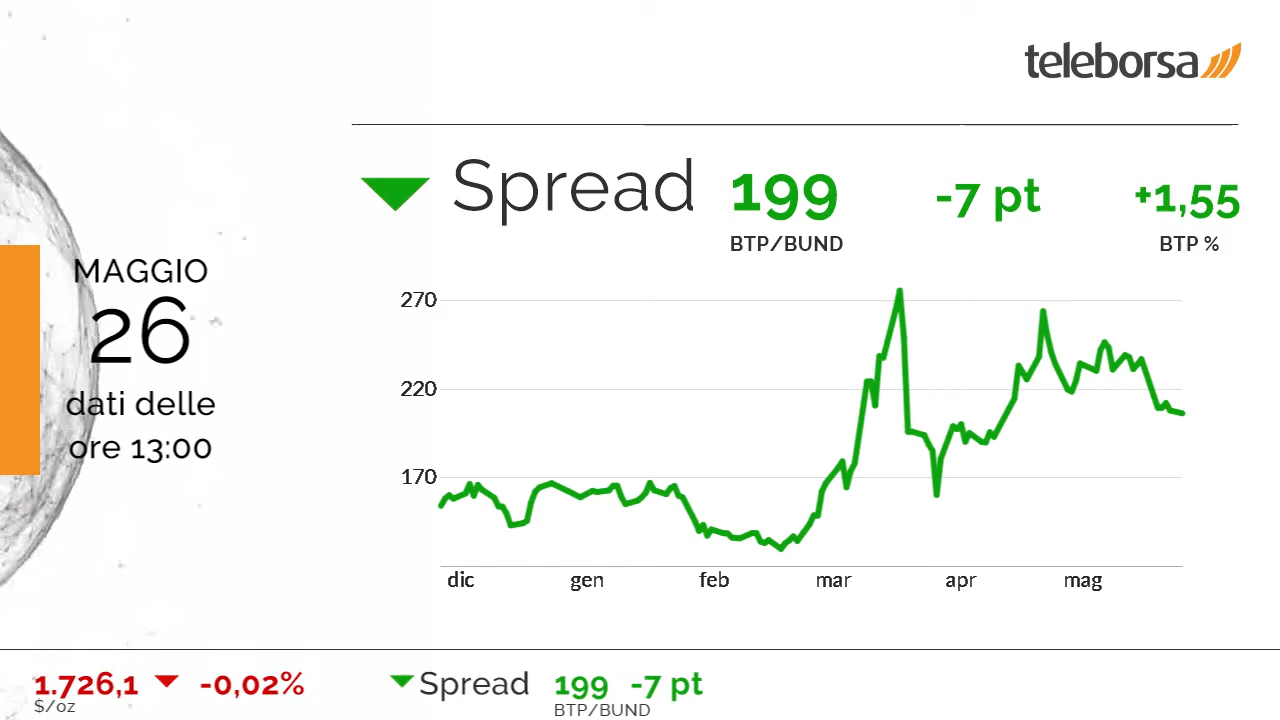 teleborsa
Spread 199 -7 pt +1,55
BTP/BUND BTP %
MAGGIO
26
dati delle
ore 13:00
270
220
170
dic gen feb mar apr mag
1.726,1 -0,02% Spread 199 -7 pt
$/oz BTP/BUND